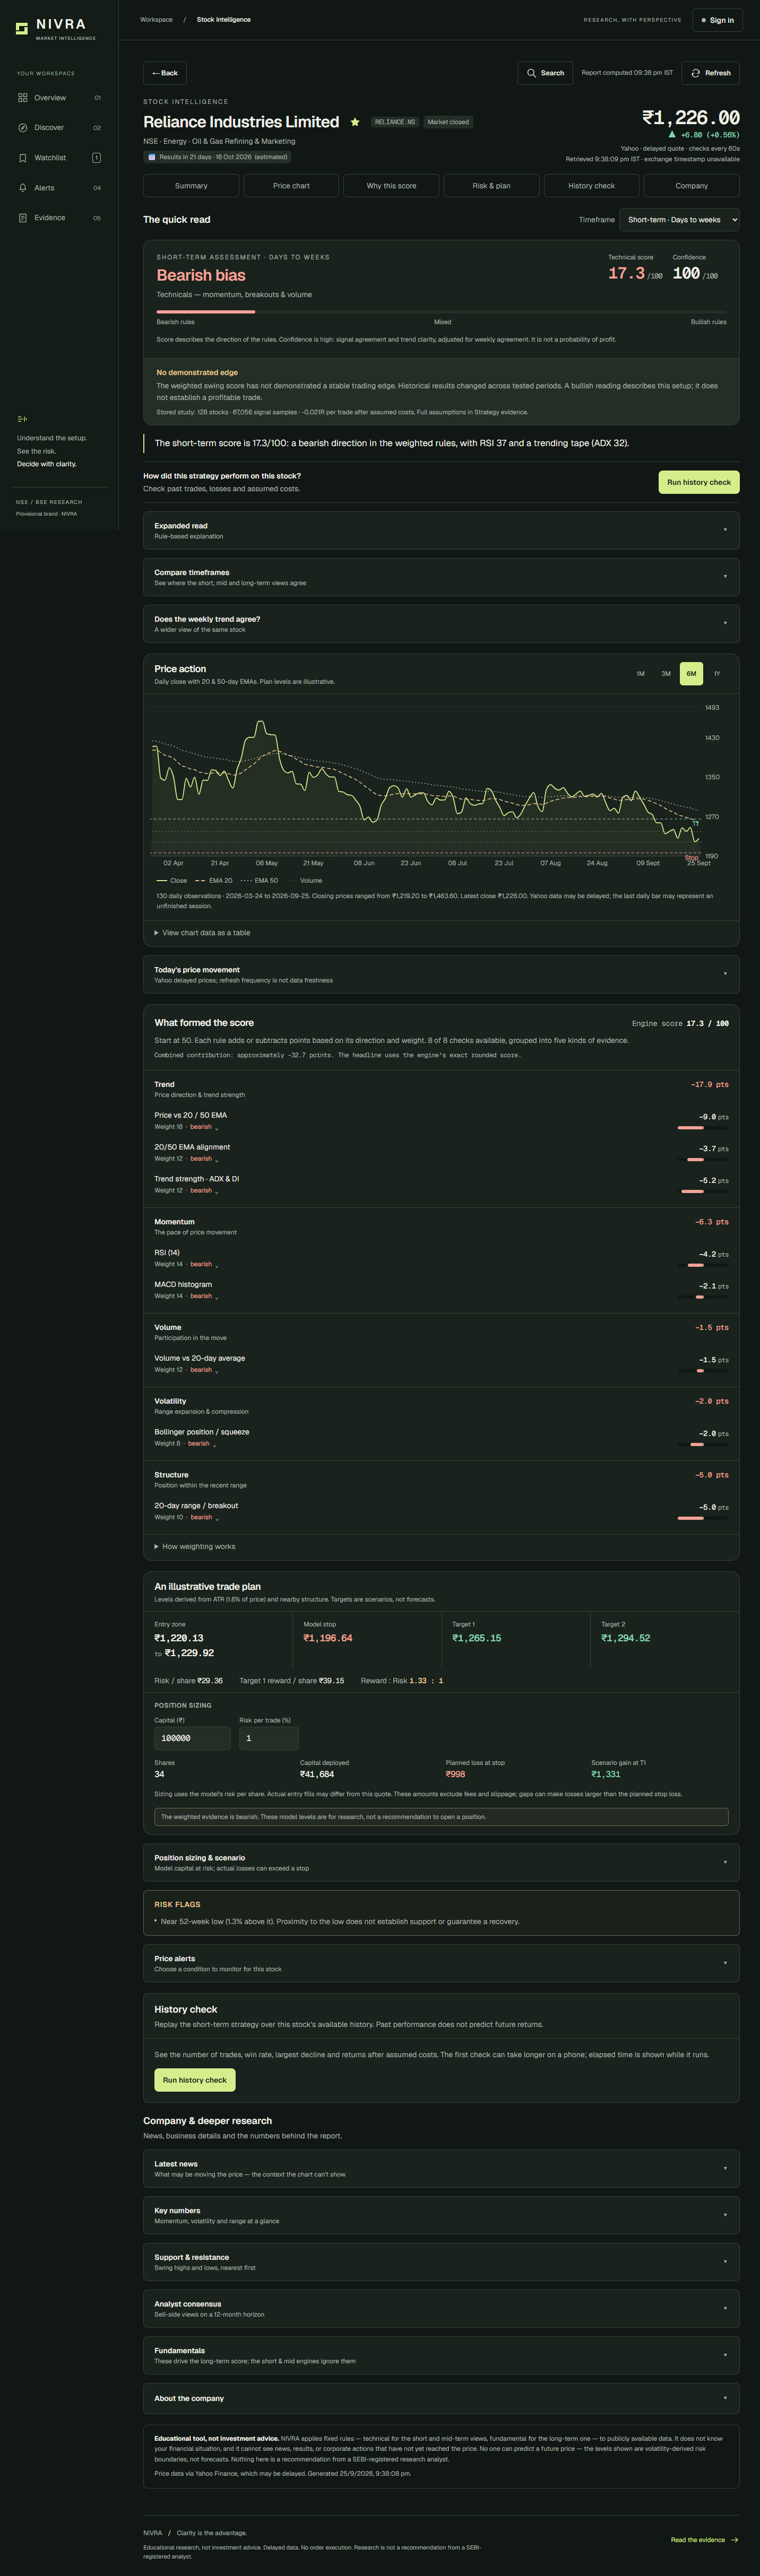 NIVRA
MARKET INTELLIGENCE
YOUR WORKSPACE
Overview 01
Discover 02
Watchlist 1
Alerts 04
Evidence 05
Understand the setup.
See the risk.
Decide with clarity.
NSE / BSE RESEARCH
Provisional brand · NIVRA
Workspace / Stock intelligence
RESEARCH, WITH PERSPECTIVE
Sign in
← Back
Search
Report computed 09:38 pm IST
Refresh
STOCK INTELLIGENCE
Reliance Industries Limited ★ RELIANCE.NS Market closed
₹1,226.00
▲ +6.80 (+0.56%)
NSE · Energy · Oil & Gas Refining & Marketing
Yahoo · delayed quote · checks every 60s
Results in 21 days · 16 Oct 2026 (estimated)
Retrieved 9:38:09 pm IST · exchange timestamp unavailable
Summary
Price chart
Why this score
Risk & plan
History check
Company
The quick read
Timeframe Short-term · Days to weeks
SHORT-TERM ASSESSMENT · DAYS TO WEEKS
Bearish bias
Technicals — momentum, breakouts & volume
Technical score
17.3 /100
Confidence
100 /100
Bearish rules
Mixed
Bullish rules
Score describes the direction of the rules. Confidence is high: signal agreement and trend clarity, adjusted for weekly agreement. It is not a probability of profit.
No demonstrated edge
The weighted swing score has not demonstrated a stable trading edge. Historical results changed across tested periods. A bullish reading describes this setup; it does
not establish a profitable trade.
Stored study: 128 stocks · 67,056 signal samples · -0.021R per trade after assumed costs. Full assumptions in Strategy evidence.
The short-term score is 17.3/100: a bearish direction in the weighted rules, with RSI 37 and a trending tape (ADX 32).
How did this strategy perform on this stock?
Check past trades, losses and assumed costs.
Run history check
Expanded read
Rule-based explanation
Compare timeframes
See where the short, mid and long-term views agree
Does the weekly trend agree?
A wider view of the same stock
Price action
Daily close with 20 & 50-day EMAs. Plan levels are illustrative.
1M 3M 6M 1Y
1493
1430
1350
1270
T1
Stop
1190
02 Apr 21 Apr 06 May 21 May 08 Jun 23 Jun 08 Jul 23 Jul 07 Aug 24 Aug 09 Sept 25 Sept
Close EMA 20 EMA 50 Volume
130 daily observations · 2026-03-24 to 2026-09-25. Closing prices ranged from ₹1,219.20 to ₹1,463.60. Latest close ₹1,226.00. Yahoo data may be delayed; the last daily bar may represent an
unfinished session.
▶ View chart data as a table
Today's price movement
Yahoo delayed prices; refresh frequency is not data freshness
What formed the score
Engine score 17.3 / 100
Start at 50. Each rule adds or subtracts points based on its direction and weight. 8 of 8 checks available, grouped into five kinds of evidence.
Combined contribution: approximately −32.7 points. The headline uses the engine's exact rounded score.
Trend −17.9 pts
Price direction & trend strength
Price vs 20 / 50 EMA −9.0 pts
Weight 18 · bearish
20/50 EMA alignment −3.7 pts
Weight 12 · bearish
Trend strength · ADX & DI −5.2 pts
Weight 12 · bearish
Momentum −6.3 pts
The pace of price movement
RSI (14) −4.2 pts
Weight 14 · bearish
MACD histogram −2.1 pts
Weight 14 · bearish
Volume −1.5 pts
Participation in the move
Volume vs 20-day average −1.5 pts
Weight 12 · bearish
Volatility −2.0 pts
Range expansion & compression
Bollinger position / squeeze −2.0 pts
Weight 8 · bearish
Structure −5.0 pts
Position within the recent range
20-day range / breakout −5.0 pts
Weight 10 · bearish
▶ How weighting works
An illustrative trade plan
Levels derived from ATR (1.6% of price) and nearby structure. Targets are scenarios, not forecasts.
Entry zone
₹1,220.13
to ₹1,229.92
Model stop
₹1,196.64
Target 1
₹1,265.15
Target 2
₹1,294.52
Risk / share ₹29.36 Target 1 reward / share ₹39.15 Reward : Risk 1.33 : 1
POSITION SIZING
Capital (₹)
100000
Risk per trade (%)
1
Shares
34
Capital deployed
₹41,684
Planned loss at stop
₹998
Scenario gain at T1
₹1,331
Sizing uses the model's risk per share. Actual entry fills may differ from this quote. These amounts exclude fees and slippage; gaps can make losses larger than the planned stop loss.
The weighted evidence is bearish. These model levels are for research, not a recommendation to open a position.
Position sizing & scenario
Model capital at risk; actual losses can exceed a stop
RISK FLAGS
• Near 52-week low (1.3% above it). Proximity to the low does not establish support or guarantee a recovery.
Price alerts
Choose a condition to monitor for this stock
History check
Replay the short-term strategy over this stock's available history. Past performance does not predict future returns.
See the number of trades, win rate, largest decline and returns after assumed costs. The first check can take longer on a phone; elapsed time is shown while it runs.
Run history check
Company & deeper research
News, business details and the numbers behind the report.
Latest news
What may be moving the price — the context the chart can't show
Key numbers
Momentum, volatility and range at a glance
Support & resistance
Swing highs and lows, nearest first
Analyst consensus
Sell-side views on a 12-month horizon
Fundamentals
These drive the long-term score; the short & mid engines ignore them
About the company
Educational tool, not investment advice. NIVRA applies fixed rules — technical for the short and mid-term views, fundamental for the long-term one — to publicly available data. It does not know
your financial situation, and it cannot see news, results, or corporate actions that have not yet reached the price. No one can predict a future price — the levels shown are volatility-derived risk
boundaries, not forecasts. Nothing here is a recommendation from a SEBI-registered research analyst.
Price data via Yahoo Finance, which may be delayed. Generated 25/9/2026, 9:38:08 pm.
NIVRA / Clarity is the advantage.
Educational research, not investment advice. Delayed data. No order execution. Research is not a recommendation from a SEBI-
registered analyst.
Read the evidence →